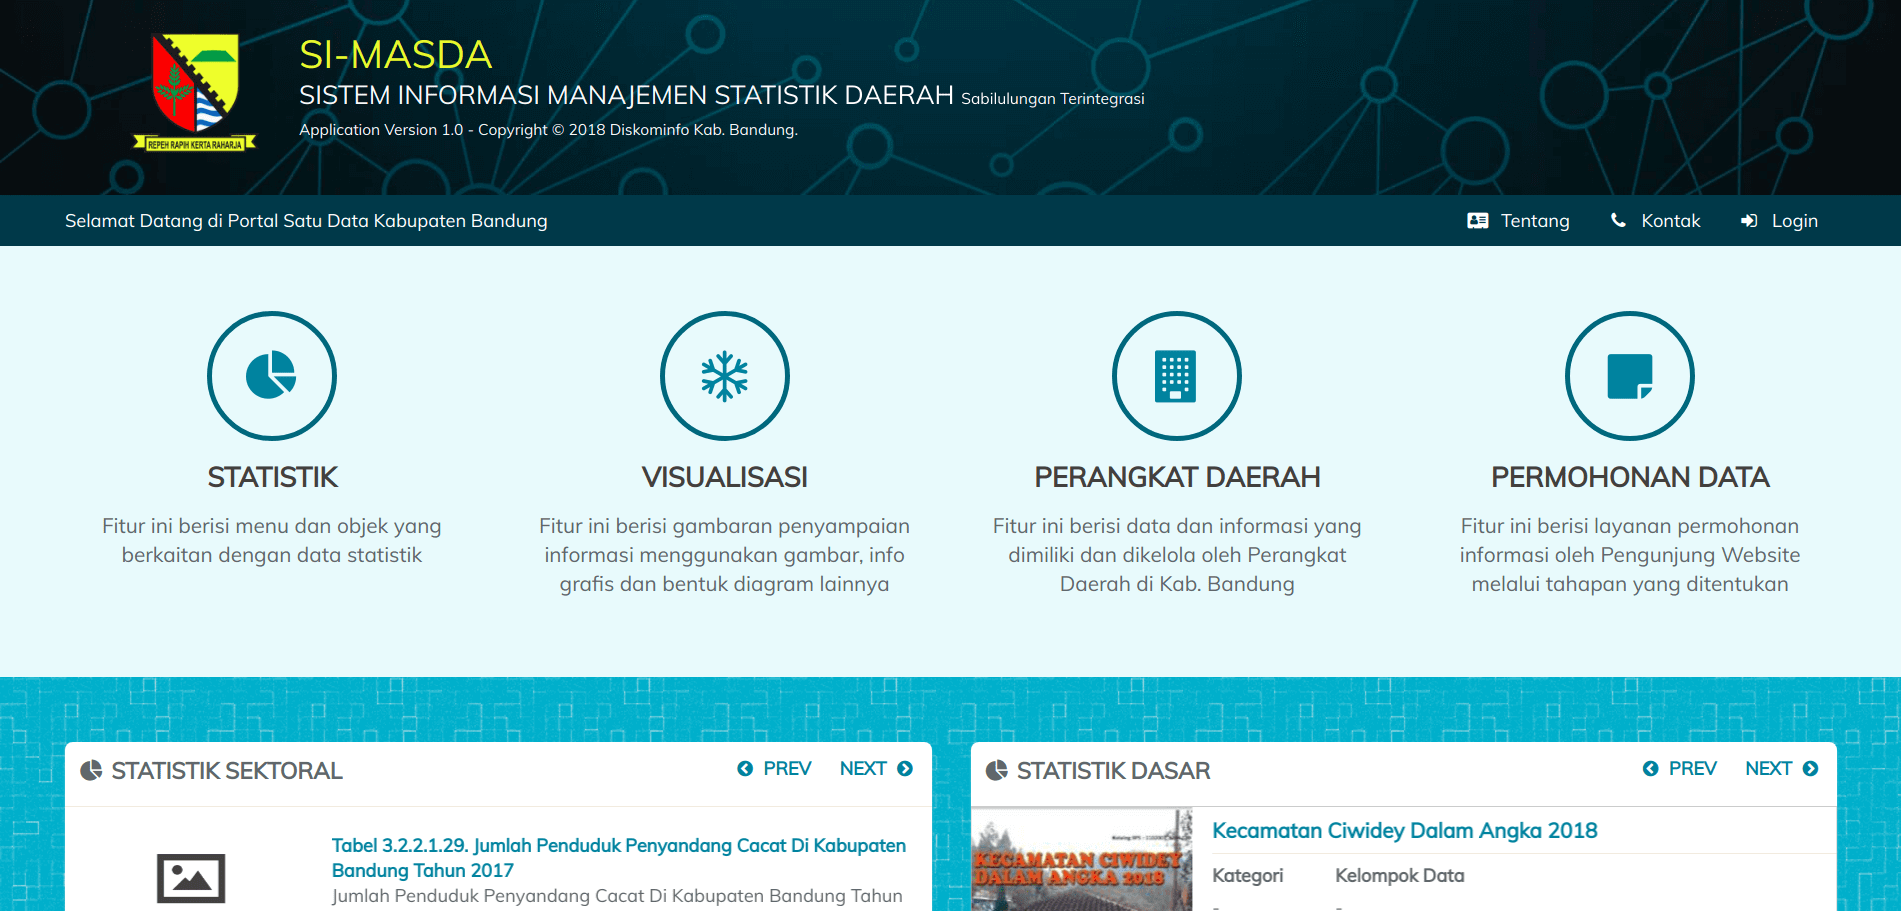 REPEH RAPIH KERTA RAHARJA
SI-MASDA
SISTEM INFORMASI MANAJEMEN STATISTIK DAERAH Sabilulungan Terintegrasi
Application Version 1.0 - Copyright © 2018 Diskominfo Kab. Bandung.
Selamat Datang di Portal Satu Data Kabupaten Bandung
Tentang
Kontak
Login
STATISTIK
Fitur ini berisi menu dan objek yang
berkaitan dengan data statistik
VISUALISASI
Fitur ini berisi gambaran penyampaian
informasi menggunakan gambar, info
grafis dan bentuk diagram lainnya
PERANGKAT DAERAH
Fitur ini berisi data dan informasi yang
dimiliki dan dikelola oleh Perangkat
Daerah di Kab. Bandung
PERMOHONAN DATA
Fitur ini berisi layanan permohonan
informasi oleh Pengunjung Website
melalui tahapan yang ditentukan
STATISTIK SEKTORAL
PREV
NEXT
Tabel 3.2.2.1.29. Jumlah Penduduk Penyandang Cacat Di Kabupaten
Bandung Tahun 2017
Jumlah Penduduk Penyandang Cacat Di Kabupaten Bandung Tahun
STATISTIK DASAR
PREV
NEXT
KECAMATAN CIWIDEY
DALAM ANGKA 2018
Kecamatan Ciwidey Dalam Angka 2018
Kategori
Kelompok Data